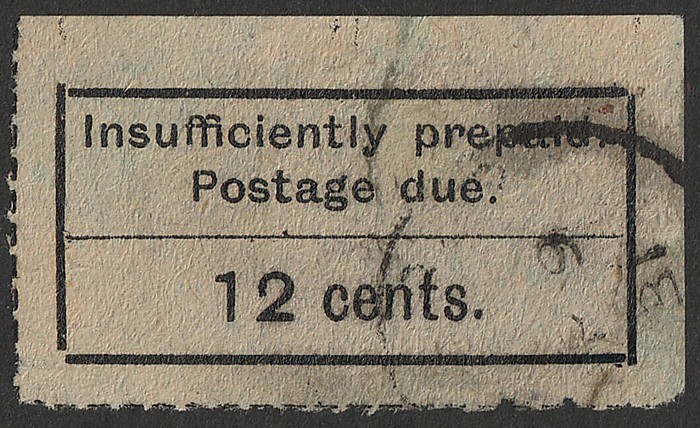 Insufficiently prepaid.
Postage due.
12 cents.